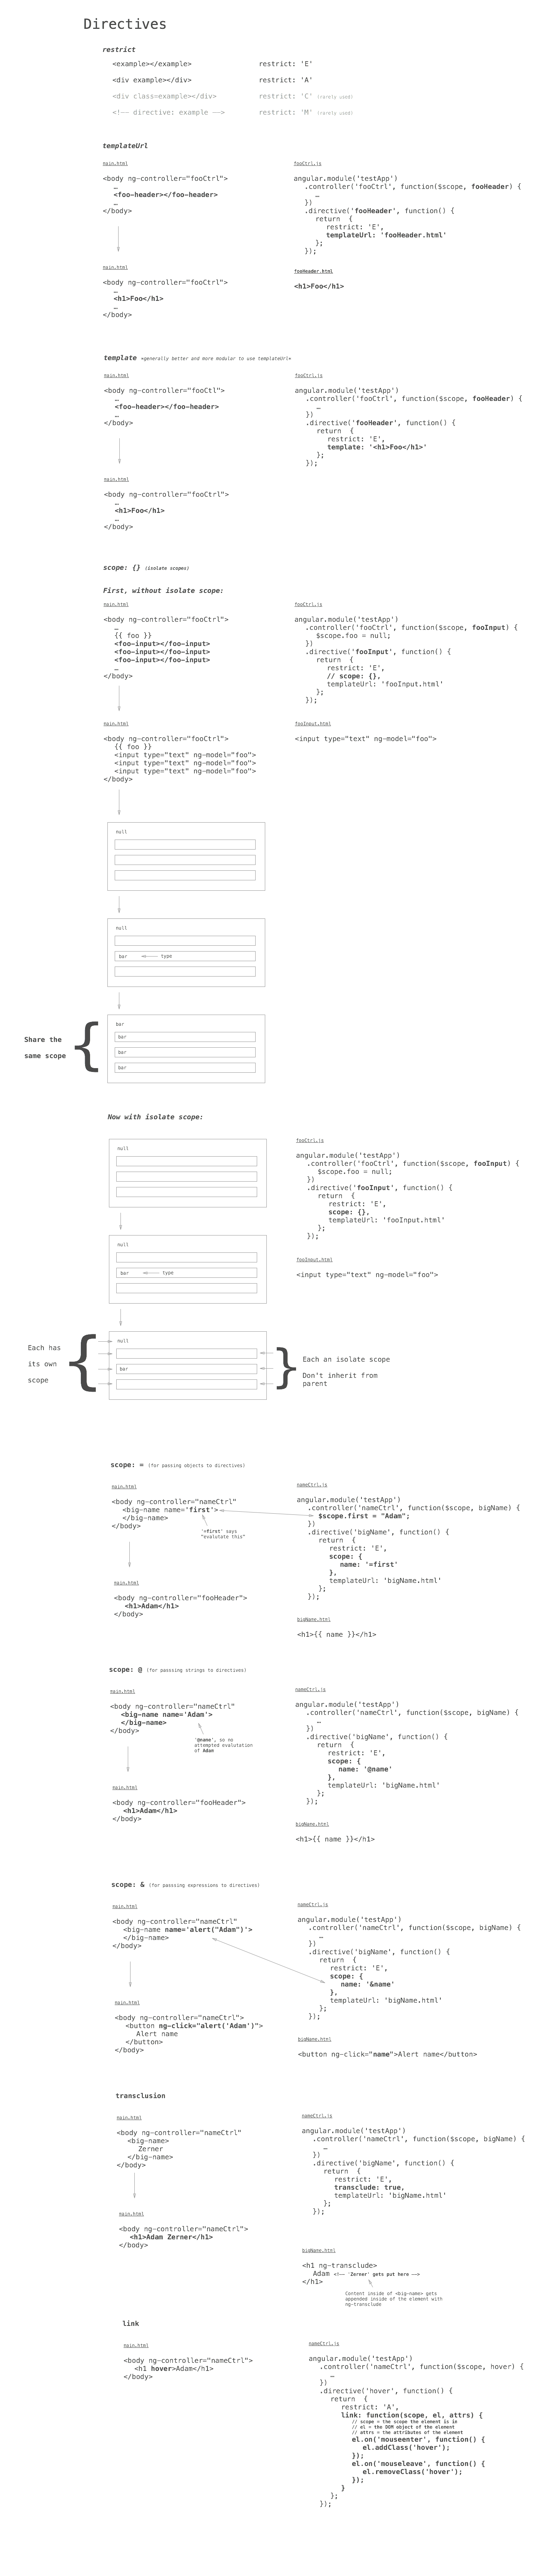 Directives
restrict
<example></example>
restrict: 'E'
<div example></div>
restrict: 'A'
<div class=example></div>
restrict: 'C' (rarely used)
<!-- directive: example -->
restrict: 'M' (rarely used)
templateUrl
main.html
<body ng-controller="fooCtrl">
…
<foo-header></foo-header>
…
</body>
main.html
<body ng-controller="fooCtrl">
…
<h1>Foo</h1>
…
</body>
fooCtrl.js
angular.module('testApp')
.controller('fooCtrl', function($scope, fooHeader) {
…
})
.directive('fooHeader', function() {
return {
restrict: 'E',
templateUrl: 'fooHeader.html'
};
});
fooHeader.html
<h1>Foo</h1>
template *generally better and more modular to use templateUrl*
main.html
<body ng-controller="fooCtl">
…
<foo-header></foo-header>
…
</body>
main.html
<body ng-controller="fooCtrl">
…
<h1>Foo</h1>
…
</body>
fooCtrl.js
angular.module('testApp')
.controller('fooCtrl', function($scope, fooHeader) {
…
})
.directive('fooHeader', function() {
return {
restrict: 'E',
template: '<h1>Foo</h1>'
};
});
scope: {} (isolate scopes)
First, without isolate scope:
main.html
<body ng-controller="fooCtrl">
…
{{ foo }}
<foo-input></foo-input>
<foo-input></foo-input>
<foo-input></foo-input>
…
</body>
fooCtrl.js
angular.module('testApp')
.controller('fooCtrl', function($scope, fooInput) {
$scope.foo = null;
})
.directive('fooInput', function() {
return {
restrict: 'E',
// scope: {},
templateUrl: 'fooInput.html'
};
});
main.html
<body ng-controller="fooCtrl">
{{ foo }}
<input type="text" ng-model="foo">
<input type="text" ng-model="foo">
<input type="text" ng-model="foo">
</body>
fooInput.html
<input type="text" ng-model="foo">
null
null
bar
type
Share the
same scope
bar
bar
bar
bar
Now with isolate scope:
null
null
bar
type
Each has
its own
scope
null
bar
Each an isolate scope
Don't inherit from
parent
fooCtrl.js
angular.module('testApp')
.controller('fooCtrl', function($scope, fooInput) {
$scope.foo = null;
})
.directive('fooInput', function() {
return {
restrict: 'E',
scope: {},
templateUrl: 'fooInput.html'
};
});
fooInput.html
<input type="text" ng-model="foo">
scope: = (for passing objects to directives)
main.html
<body ng-controller="nameCtrl"
<big-name name='first'>
</big-name>
</body>
'=first' says
"evalutate this"
main.html
<body ng-controller="fooHeader">
<h1>Adam</h1>
</body>
nameCtrl.js
angular.module('testApp')
.controller('nameCtrl', function($scope, bigName) {
$scope.first = "Adam";
})
.directive('bigName', function() {
return {
restrict: 'E',
scope: {
name: '=first'
},
templateUrl: 'bigName.html'
};
});
bigName.html
<h1>{{ name }}</h1>
scope: @ (for passsing strings to directives)
main.html
<body ng-controller="nameCtrl"
<big-name name='Adam'>
</big-name>
</body>
'@name', so no
attempted evalutation
of Adam
main.html
<body ng-controller="fooHeader">
<h1>Adam</h1>
</body>
nameCtrl.js
angular.module('testApp')
.controller('nameCtrl', function($scope, bigName) {
…
})
.directive('bigName', function() {
return {
restrict: 'E',
scope: {
name: '@name'
},
templateUrl: 'bigName.html'
};
});
bigName.html
<h1>{{ name }}</h1>
scope: & (for passsing expressions to directives)
main.html
<body ng-controller="nameCtrl"
<big-name name='alert("Adam")'>
</big-name>
</body>
main.html
<body ng-controller="nameCtrl">
<button ng-click="alert('Adam')">
Alert name
</button>
</body>
nameCtrl.js
angular.module('testApp')
.controller('nameCtrl', function($scope, bigName) {
…
})
.directive('bigName', function() {
return {
restrict: 'E',
scope: {
name: '&name'
},
templateUrl: 'bigName.html'
};
});
bigName.html
<button ng-click="name">Alert name</button>
transclusion
main.html
<body ng-controller="nameCtrl"
<big-name>
Zerner
</big-name>
</body>
main.html
<body ng-controller="nameCtrl">
<h1>Adam Zerner</h1>
</body>
nameCtrl.js
angular.module('testApp')
.controller('nameCtrl', function($scope, bigName) {
…
})
.directive('bigName', function() {
return {
restrict: 'E',
transclude: true,
templateUrl: 'bigName.html'
};
});
bigName.html
<h1 ng-transclude>
Adam <!-- 'Zerner' gets put here -->
</h1>
Content inside of <big-name> gets
appended inside of the element with
ng-transclude
link
main.html
<body ng-controller="nameCtrl">
<h1 hover>Adam</h1>
</body>
nameCtrl.js
angular.module('testApp')
.controller('nameCtrl', function($scope, hover) {
…
})
.directive('hover', function() {
return {
restrict: 'A',
link: function(scope, el, attrs) {
// scope = the scope the element is in
// el = the DOM object of the element
// attrs = the attributes of the element
el.on('mouseenter', function() {
el.addClass('hover');
});
el.on('mouseleave', function() {
el.removeClass('hover');
});
}
};
});